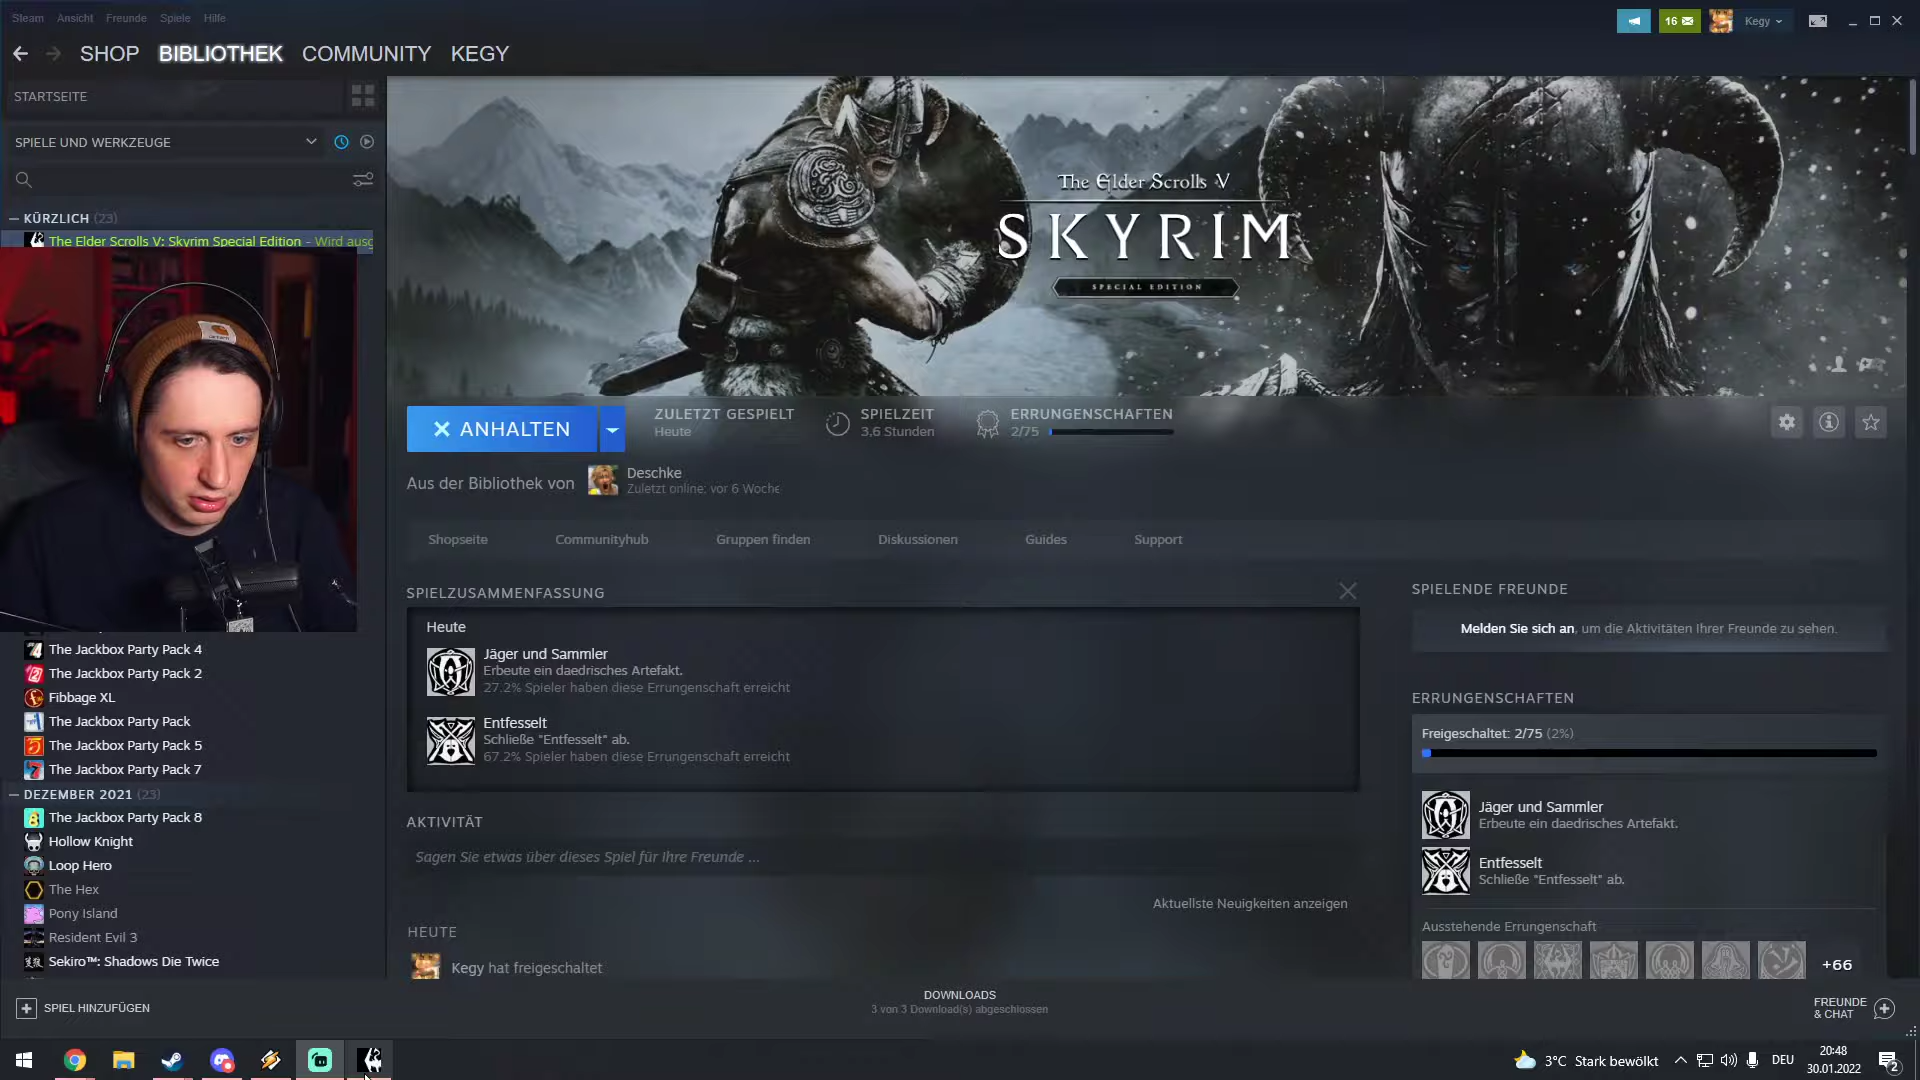 Steam Ansicht Freunde Spiele Hilfe
16
Kegy
SHOP BIBLIOTHEK COMMUNITY KEGY
STARTSEITE
SPIELE UND WERKZEUGE
KÜRZLICH (23)
The Elder Scrolls V: Skyrim Special Edition - Wird ausg
The Elder Scrolls V
SKYRIM
SPECIAL EDITION
ANHALTEN
ZULETZT GESPIELT
Heute
SPIELZEIT
3,6 Stunden
ERRUNGENSCHAFTEN
2/75
Aus der Bibliothek von
Deschke
Zuletzt online: vor 6 Woche
Shopseite Communityhub Gruppen finden Diskussionen Guides Support
SPIELZUSAMMENFASSUNG
Heute
Jäger und Sammler
Erbeute ein daedrisches Artefakt.
27.2% Spieler haben diese Errungenschaft erreicht
Entfesselt
Schließe "Entfesselt" ab.
67.2% Spieler haben diese Errungenschaft erreicht
AKTIVITÄT
Sagen Sie etwas über dieses Spiel für Ihre Freunde ...
Aktuellste Neuigkeiten anzeigen
HEUTE
Kegy hat freigeschaltet
SPIELENDE FREUNDE
Melden Sie sich an, um die Aktivitäten Ihrer Freunde zu sehen.
ERRUNGENSCHAFTEN
Freigeschaltet: 2/75 (2%)
Jäger und Sammler
Erbeute ein daedrisches Artefakt.
Entfesselt
Schließe "Entfesselt" ab.
Ausstehende Errungenschaft
+66
The Jackbox Party Pack 4
The Jackbox Party Pack 2
Fibbage XL
The Jackbox Party Pack
The Jackbox Party Pack 5
The Jackbox Party Pack 7
DEZEMBER 2021 (23)
The Jackbox Party Pack 8
Hollow Knight
Loop Hero
The Hex
Pony Island
Resident Evil 3
Sekiro™: Shadows Die Twice
SPIEL HINZUFÜGEN
DOWNLOADS
3 von 3 Download(s) abgeschlossen
FREUNDE
& CHAT
3°C Stark bewölkt
DEU
20:48
30.01.2022
2